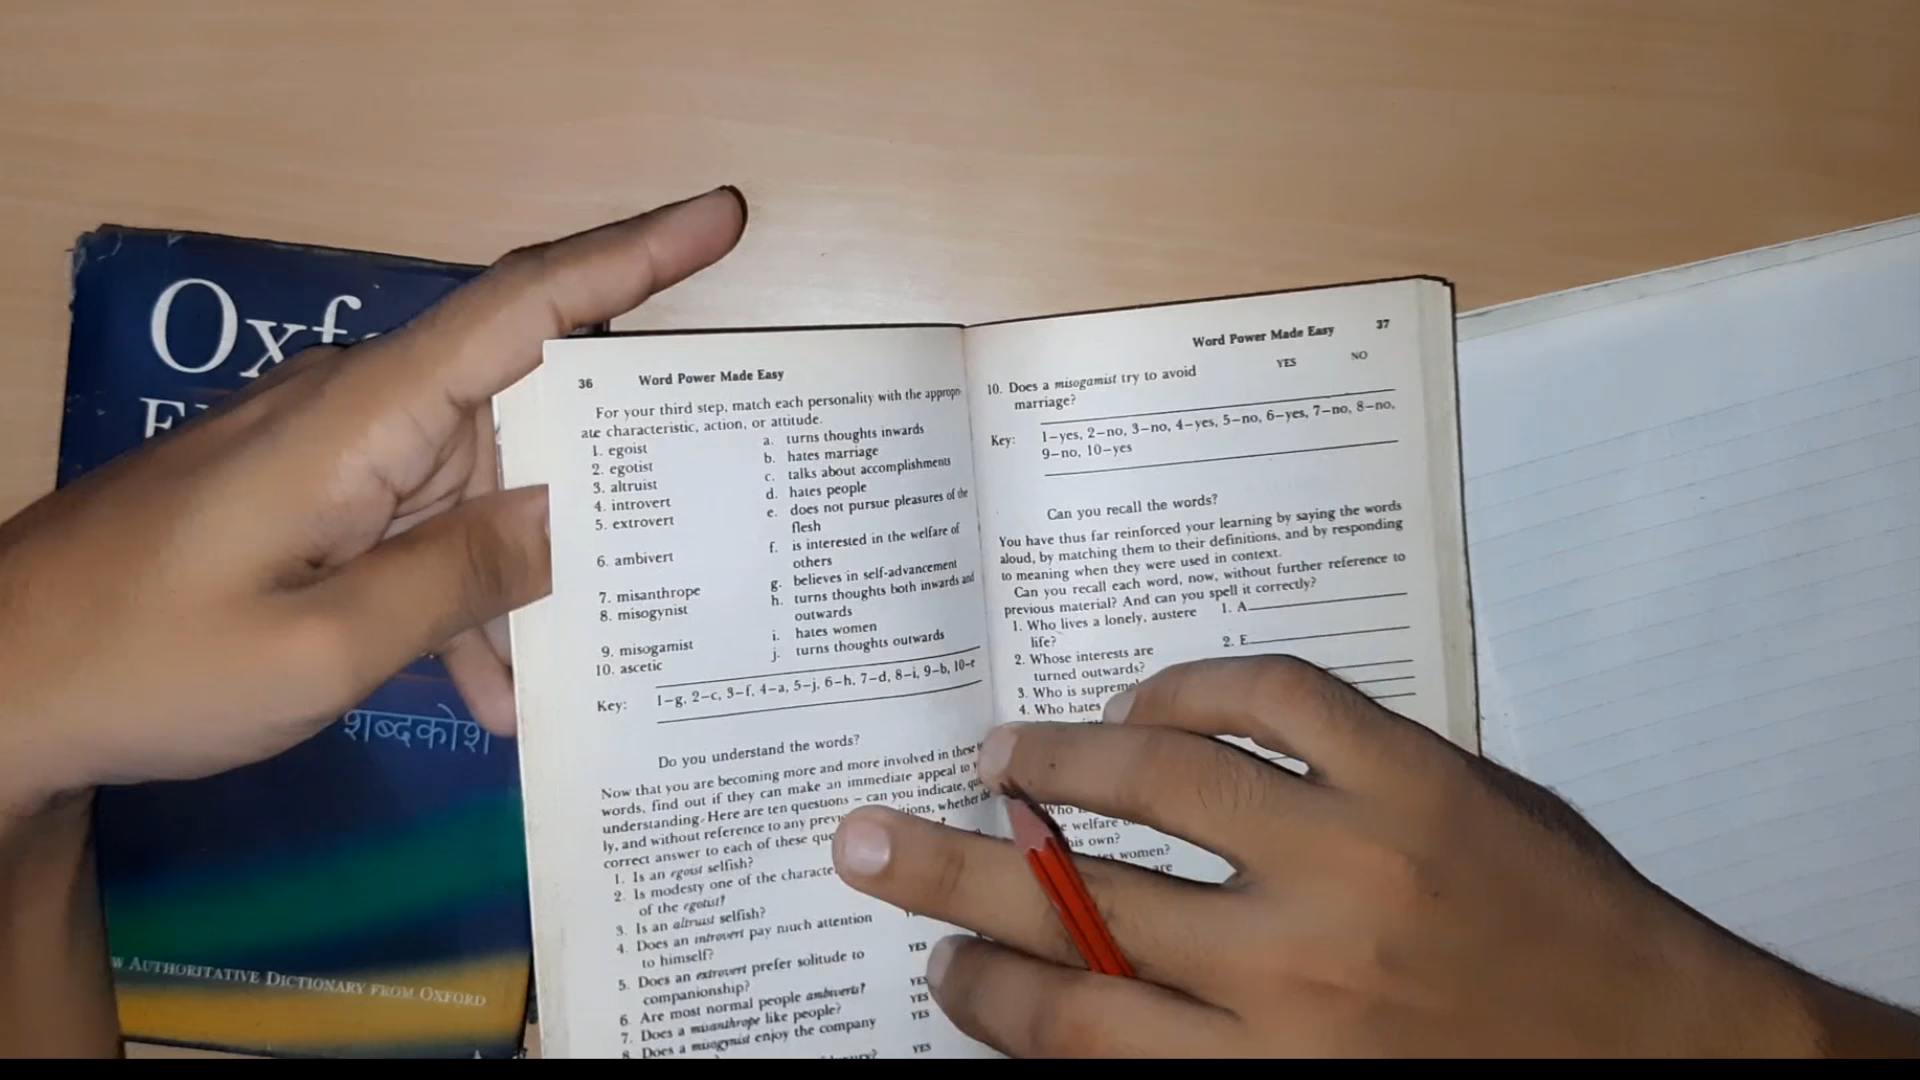 Oxf
शब्दकोश
AUTHORITATIVE DICTIONARY FROM OXFORD
36 Word Power Made Easy
For your third step, match each personality with the appropri
ate characteristic, action, or attitude.
1. egoist
2. egotist
3. altruist
4. introvert
5. extrovert
6. ambivert
7. misanthrope
8. misogynist
9. misogamist
10. ascetic
a. turns thoughts inwards
b. hates marriage
c. talks about accomplishments
d. hates people
e. does not pursue pleasures of the
flesh
f. is interested in the welfare of
others
g. believes in self-advancement
h. turns thoughts both inwards and
outwards
i. hates women
j. turns thoughts outwards
Key: 1–g, 2–c, 3–f, 4–a, 5–j, 6–h, 7–d, 8–i, 9–b, 10–e
Do you understand the words?
Now that you are becoming more and more involved in these
words, find out if they can make an immediate appeal to
understanding. Here are ten questions – can you indicate,
ly, and without reference to any whether the
correct answer to each of these
1. Is an egoist selfish?
2. Is modesty one of the
of the egotist?
3. Is an altruist selfish?
4. Does an introvert pay much attention
to himself?
5. Does an extrovert prefer solitude to YES
companionship?
6. Are most normal people ambiverts? YES
7. Does a misanthrope like people? YES
8. Does a misogynist enjoy the company YES
YES
Word Power Made Easy 37
YES NO
10. Does a misogamist try to avoid
marriage?
Key: 1–yes, 2–no, 3–no, 4–yes, 5–no, 6–yes, 7–no, 8–no,
9–no, 10–yes
Can you recall the words?
You have thus far reinforced your learning by saying the words
aloud, by matching them to their definitions, and by responding
to meaning when they were used in context.
Can you recall each word, now, without further reference to
previous material? And can you spell it correctly?
1. Who lives a lonely, austere 1. A
life?
2. Whose interests are 2. E
turned outwards?
3. Who is
4. Who hates
welfare
his own?
women?
are